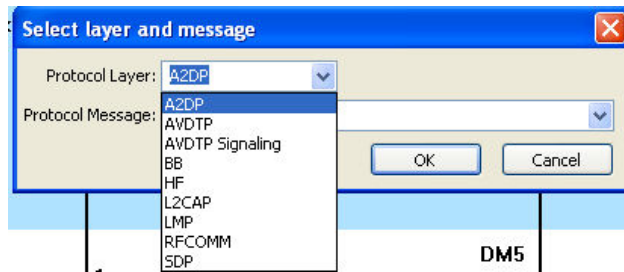 Select layer and message
Protocol Layer: A2DP
A2DP
Protocol Message:
AVDTP
AVDTP Signaling
BB
HF
L2CAP
LMP
RFCOMM
SDP
OK
Cancel
DM5